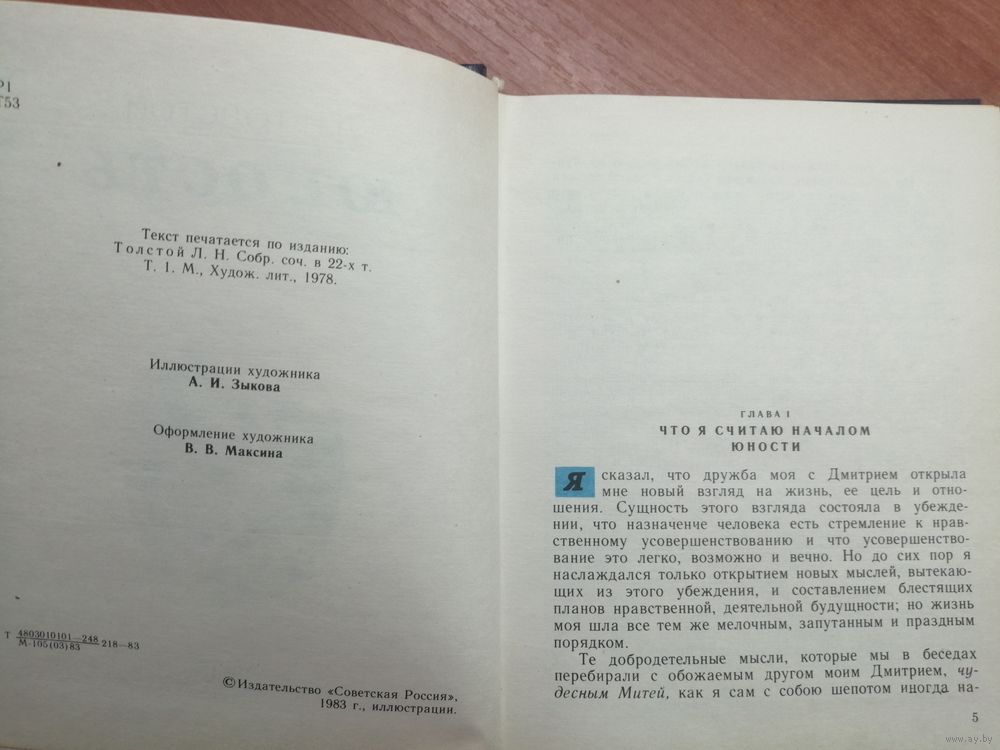 Р1
Т53
Текст печатается по изданию:
Толстой Л. Н. Собр. соч. в 22-х т.
Т. 1. М., Худож. лит., 1978.
Иллюстрации художника
А. И. Зыкова
Оформление художника
В. В. Максина
Т 4803010101—248
М-105(03)83 218—83
© Издательство «Советская Россия»,
1983 г., иллюстрации.
ГЛАВА I
ЧТО Я СЧИТАЮ НАЧАЛОМ
ЮНОСТИ
Я сказал, что дружба моя с Дмитрием открыла
мне новый взгляд на жизнь, ее цель и отно-
шения. Сущность этого взгляда состояла в убежде-
нии, что назначение человека есть стремление к нрав-
ственному усовершенствованию и что усовершенство-
вание это легко, возможно и вечно. Но до сих пор я
наслаждался только открытием новых мыслей, вытекаю-
щих из этого убеждения, и составлением блестящих
планов нравственной, деятельной будущности; но жизнь
моя шла все тем же мелочным, запутанным и праздным
порядком.
Те добродетельные мысли, которые мы в беседах
перебирали с обожаемым другом моим Дмитрием, чу-
десным Митей, как я сам с собою шепотом иногда на-
5
www.ay.by